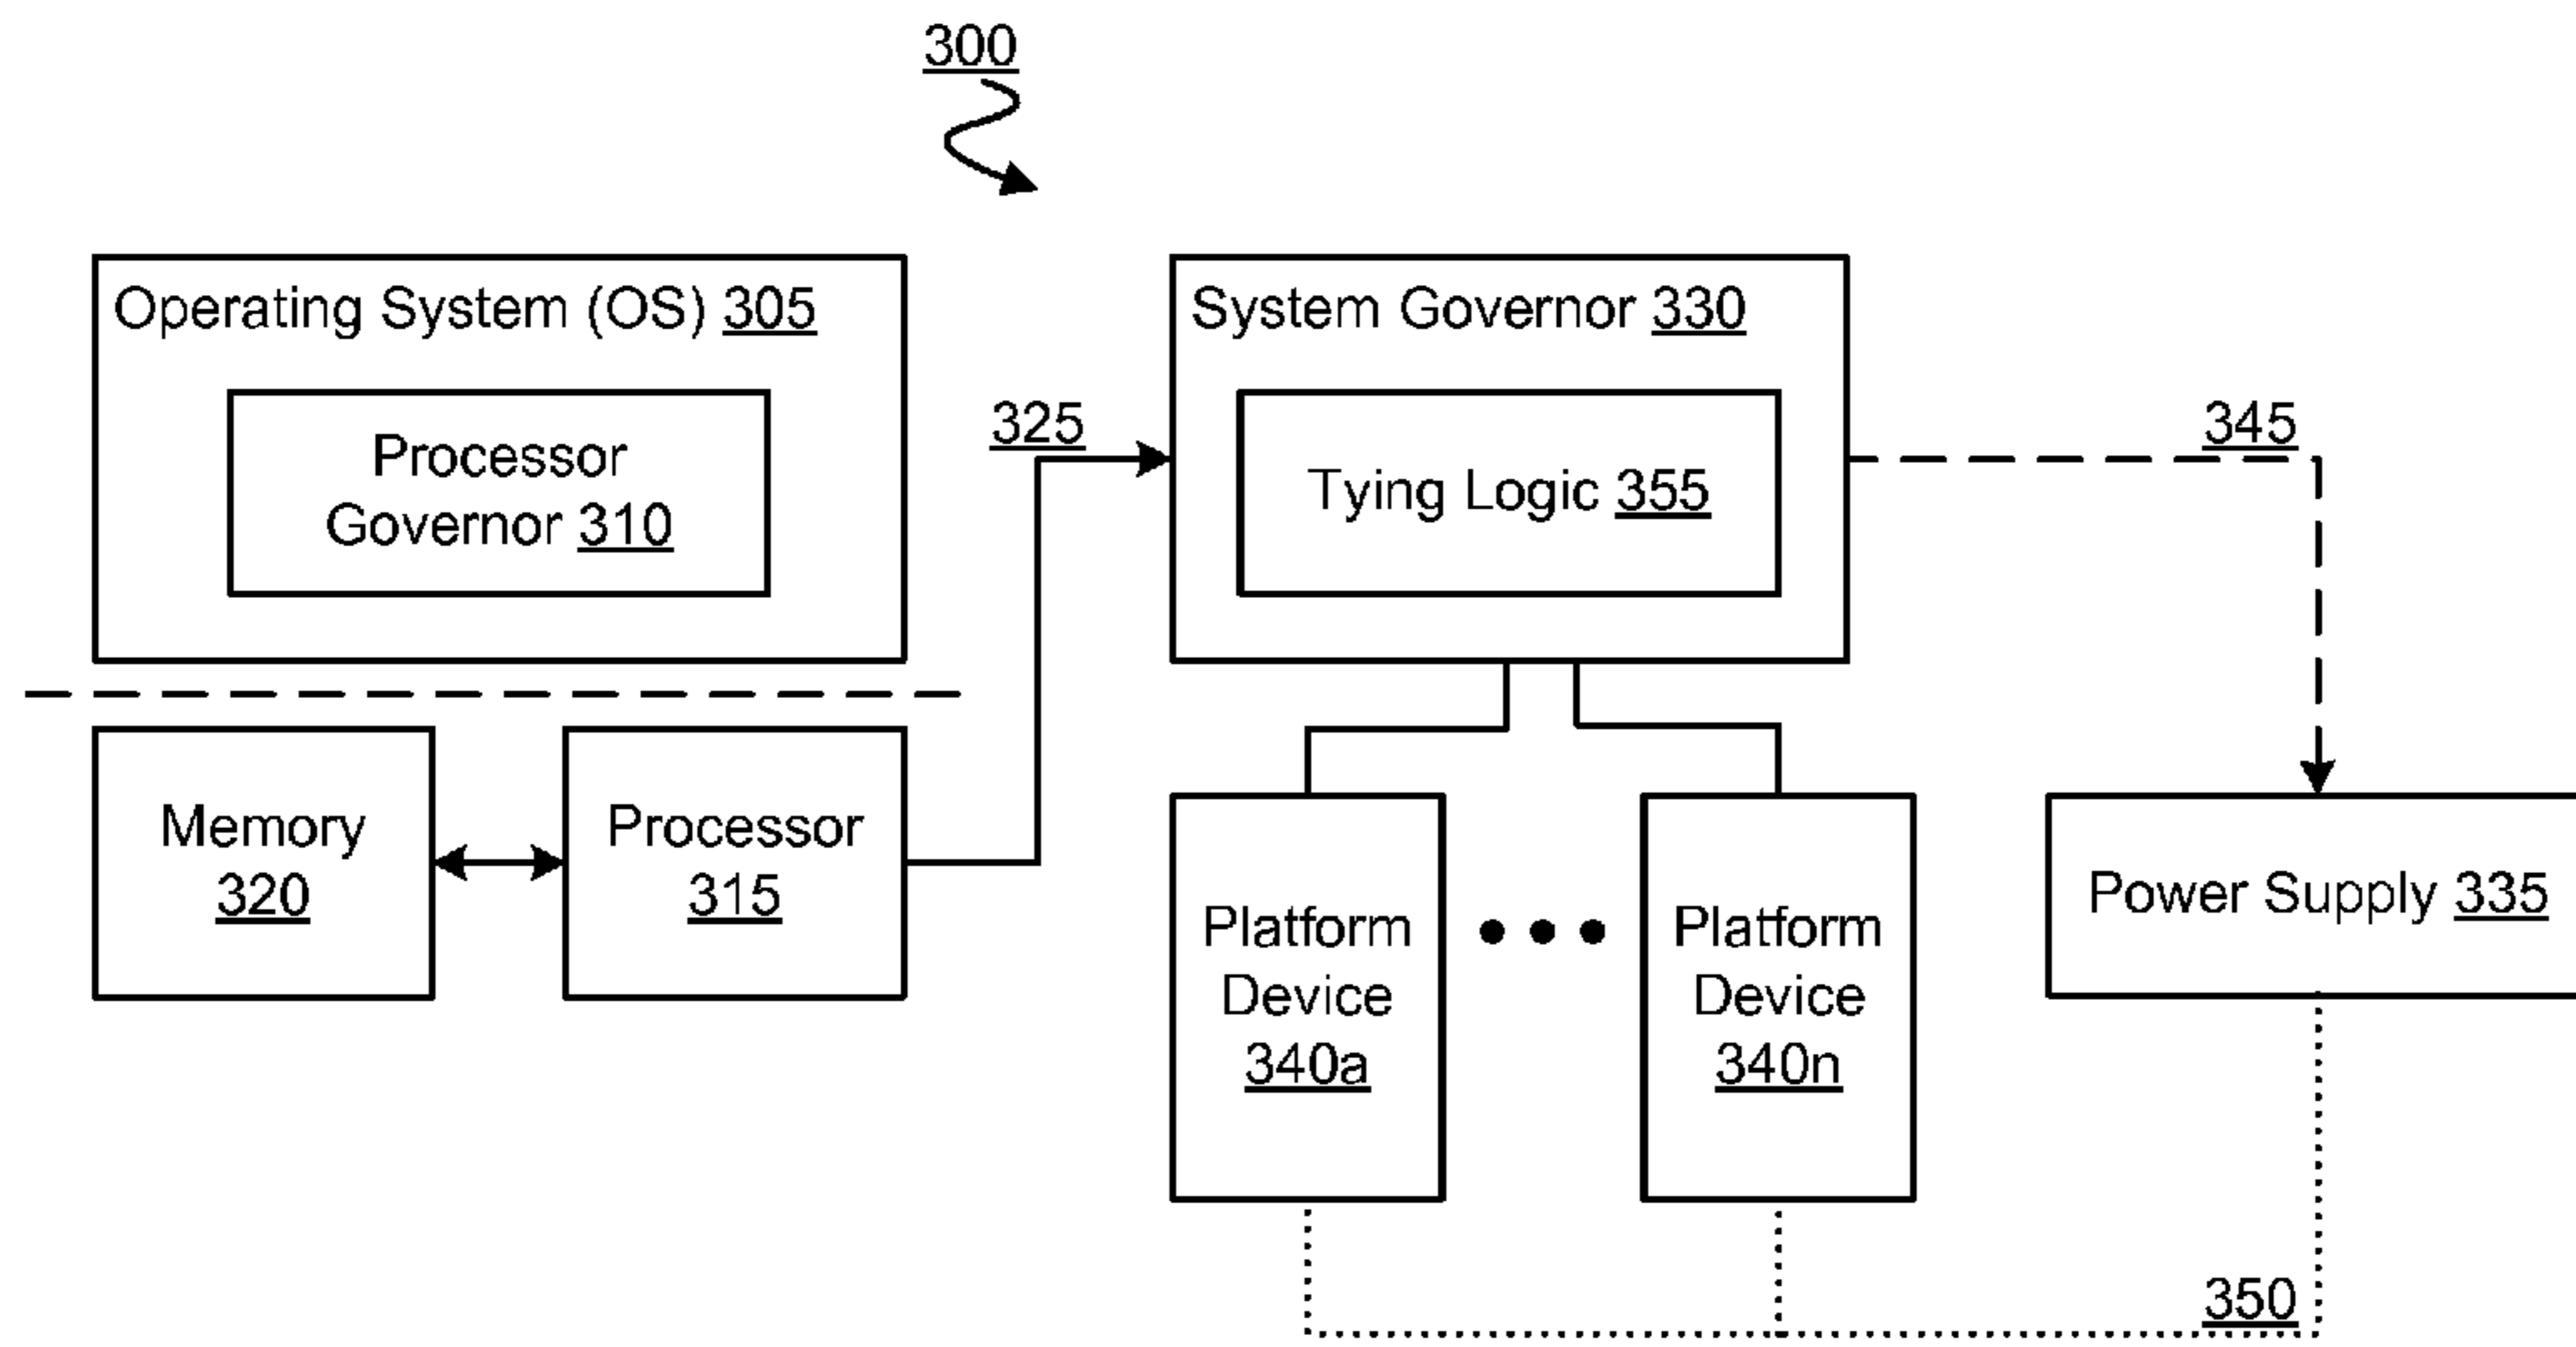 300
Operating System (OS) 305
Processor
Governor 310
325
System Governor 330
Tying Logic 355
345
Memory
320
Processor
315
Platform
Device
340a
Platform
Device
340n
Power Supply 335
350